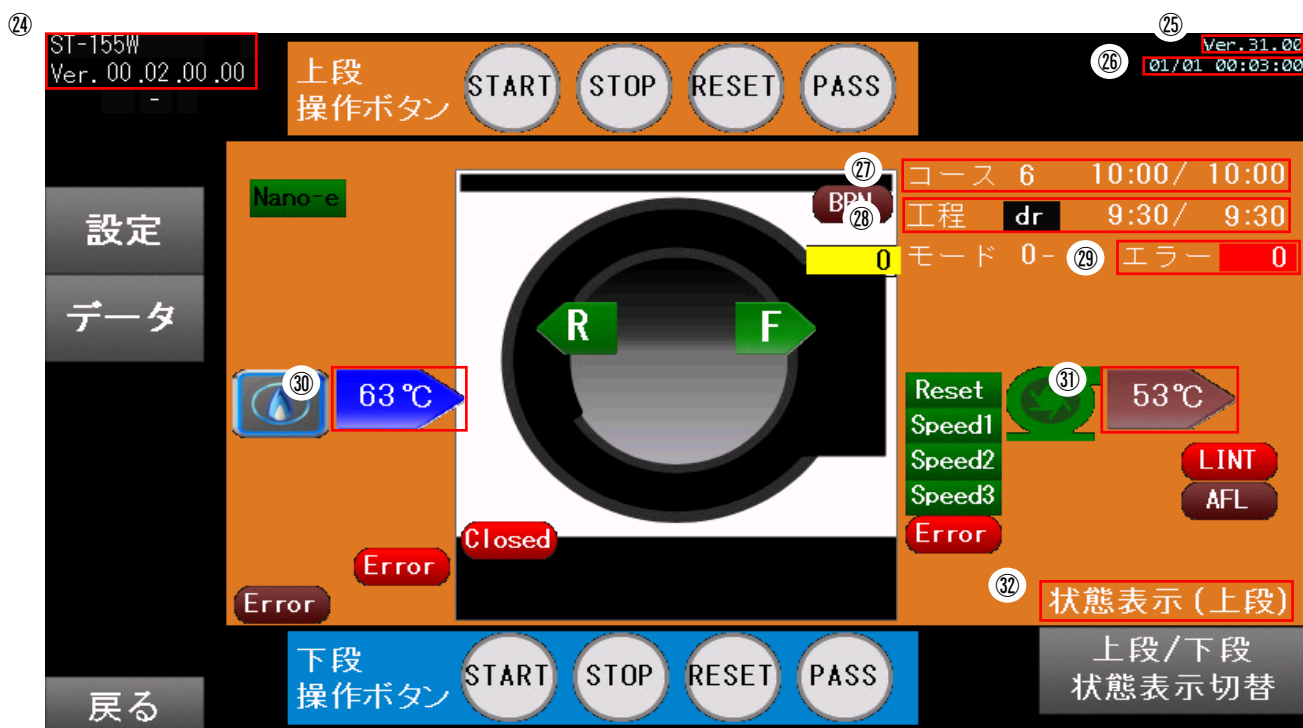 ㉔
ST-155W
Ver. 00 .02 .00 .00
-
上段
操作ボタン
START STOP RESET PASS
㉕
Ver.31.00
㉖ 01/01 00:03:00
設定
データ
戻る
Nano-e
㉗ コース 6 10:00/ 10:00
BRN
㉘ 工程 dr 9:30/ 9:30
0 モード 0- ㉙ エラー 0
R F
㉚ 63℃
Reset
Speed1
Speed2
Speed3
Error
㉛ 53℃
LINT
AFL
Closed
Error
Error
㉜ 状態表示(上段)
下段
操作ボタン
START STOP RESET PASS
上段/下段
状態表示切替